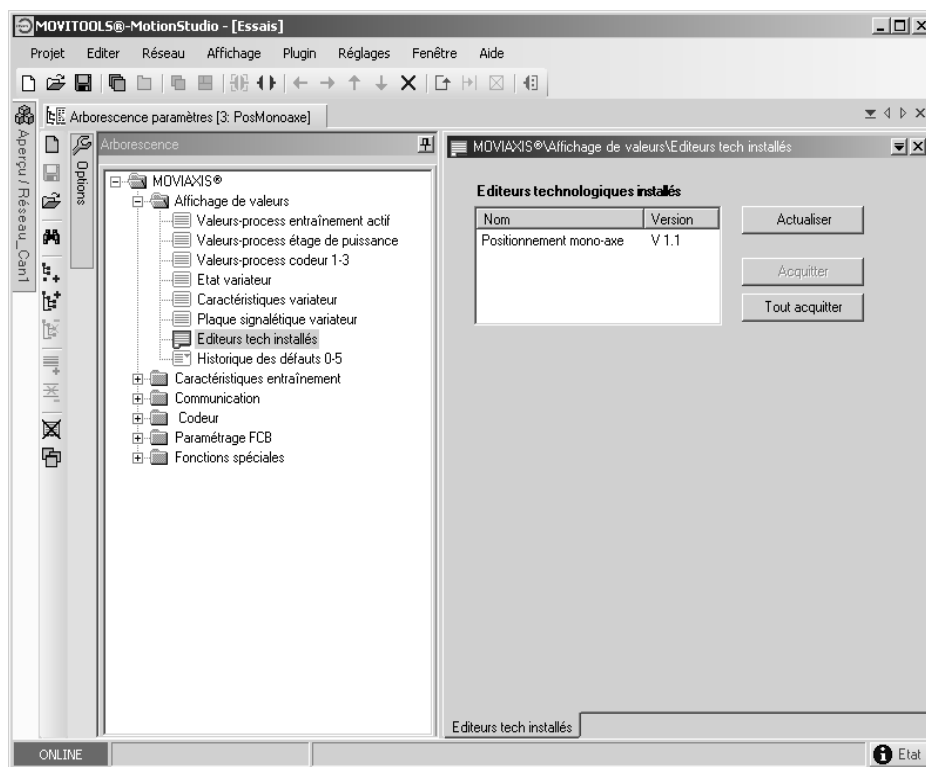 MOVITOOLS®-MotionStudio - [Essais]
Projet Editer Réseau Affichage Plugin Réglages Fenêtre Aide
Arborescence paramètres [3: PosMonoaxe]
Aperçu / Réseau_Can1
Options
Arborescence
MOVIAXIS®
Affichage de valeurs
Valeurs-process entraînement actif
Valeurs-process étage de puissance
Valeurs-process codeur 1-3
Etat variateur
Caractéristiques variateur
Plaque signalétique variateur
Editeurs tech installés
Historique des défauts 0-5
Caractéristiques entraînement
Communication
Codeur
Paramétrage FCB
Fonctions spéciales
MOVIAXIS®\Affichage de valeurs\Editeurs tech installés
Editeurs technologiques installés
Nom Version
Positionnement mono-axe V 1.1
Actualiser
Acquitter
Tout acquitter
Editeurs tech installés
ONLINE
Etat